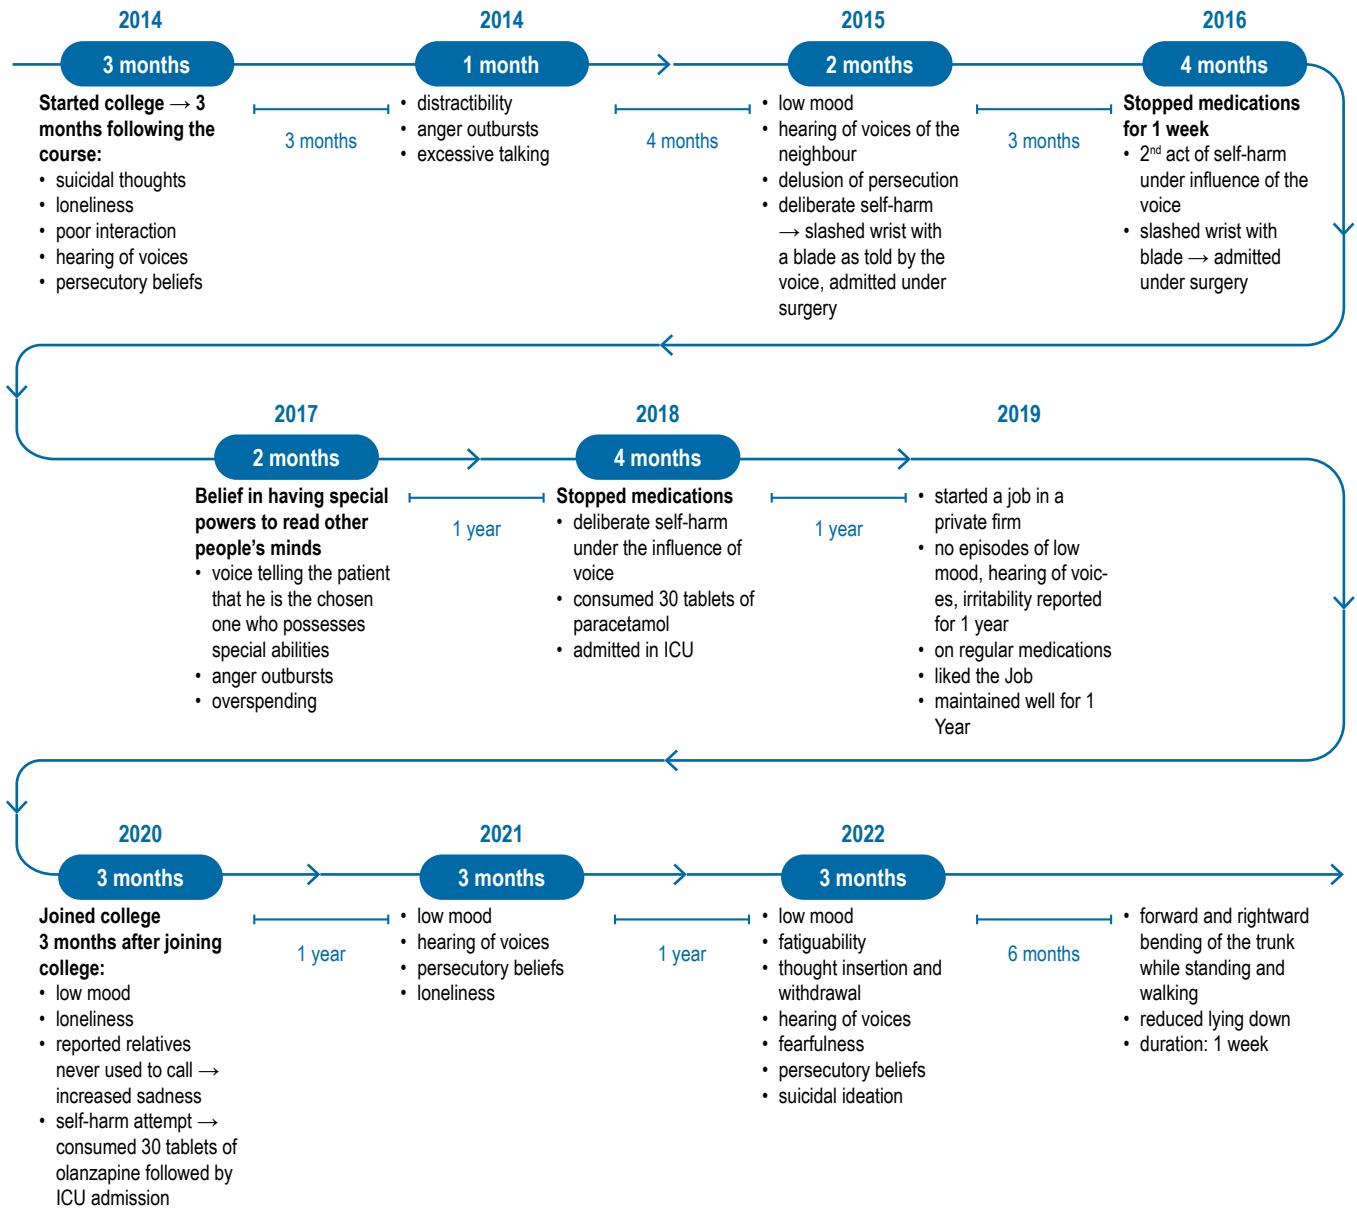 2014
3 months
Started college → 3
months following the
course:
• suicidal thoughts
• loneliness
• poor interaction
• hearing of voices
• persecutory beliefs
3 months
2014
1 month
• distractibility
• anger outbursts
• excessive talking
4 months
2015
2 months
• low mood
• hearing of voices of the
neighbour
• delusion of persecution
• deliberate self-harm
→ slashed wrist with
a blade as told by the
voice, admitted under
surgery
3 months
2016
4 months
Stopped medications
for 1 week
• 2nd act of self-harm
under influence of the
voice
• slashed wrist with
blade → admitted
under surgery
2017
2 months
Belief in having special
powers to read other
people's minds
• voice telling the patient
that he is the chosen
one who possesses
special abilities
• anger outbursts
• overspending
1 year
2018
4 months
Stopped medications
• deliberate self-harm
under the influence of
voice
• consumed 30 tablets of
paracetamol
• admitted in ICU
1 year
2019
• started a job in a
private firm
• no episodes of low
mood, hearing of voic-
es, irritability reported
for 1 year
• on regular medications
• liked the Job
• maintained well for 1
Year
2020
3 months
Joined college
3 months after joining
college:
• low mood
• loneliness
• reported relatives
never used to call →
increased sadness
• self-harm attempt →
consumed 30 tablets of
olanzapine followed by
ICU admission
1 year
2021
3 months
• low mood
• hearing of voices
• persecutory beliefs
• loneliness
1 year
2022
3 months
• low mood
• fatiguability
• thought insertion and
withdrawal
• hearing of voices
• fearfulness
• persecutory beliefs
• suicidal ideation
6 months
• forward and rightward
bending of the trunk
while standing and
walking
• reduced lying down
• duration: 1 week